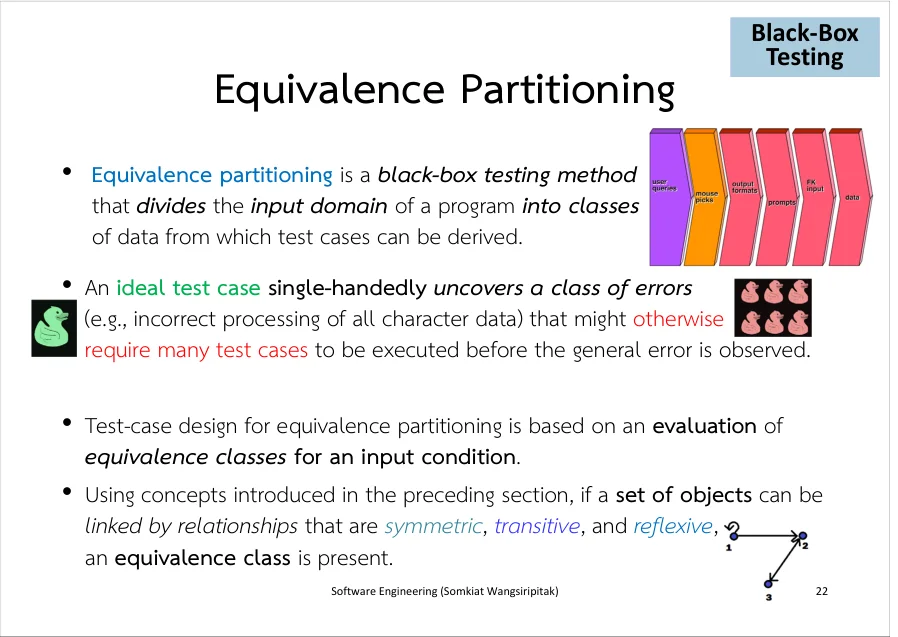 Black-Box
Testing
Equivalence Partitioning
• Equivalence partitioning is a black-box testing method
that divides the input domain of a program into classes
of data from which test cases can be derived.
user
queries
mouse
picks
output
formats
prompts
FK
input
data
• An ideal test case single-handedly uncovers a class of errors
(e.g., incorrect processing of all character data) that might otherwise
require many test cases to be executed before the general error is observed.
• Test-case design for equivalence partitioning is based on an evaluation of
equivalence classes for an input condition.
• Using concepts introduced in the preceding section, if a set of objects can be
linked by relationships that are symmetric, transitive, and reflexive,
an equivalence class is present.
1
2
3
Software Engineering (Somkiat Wangsiripitak)
22